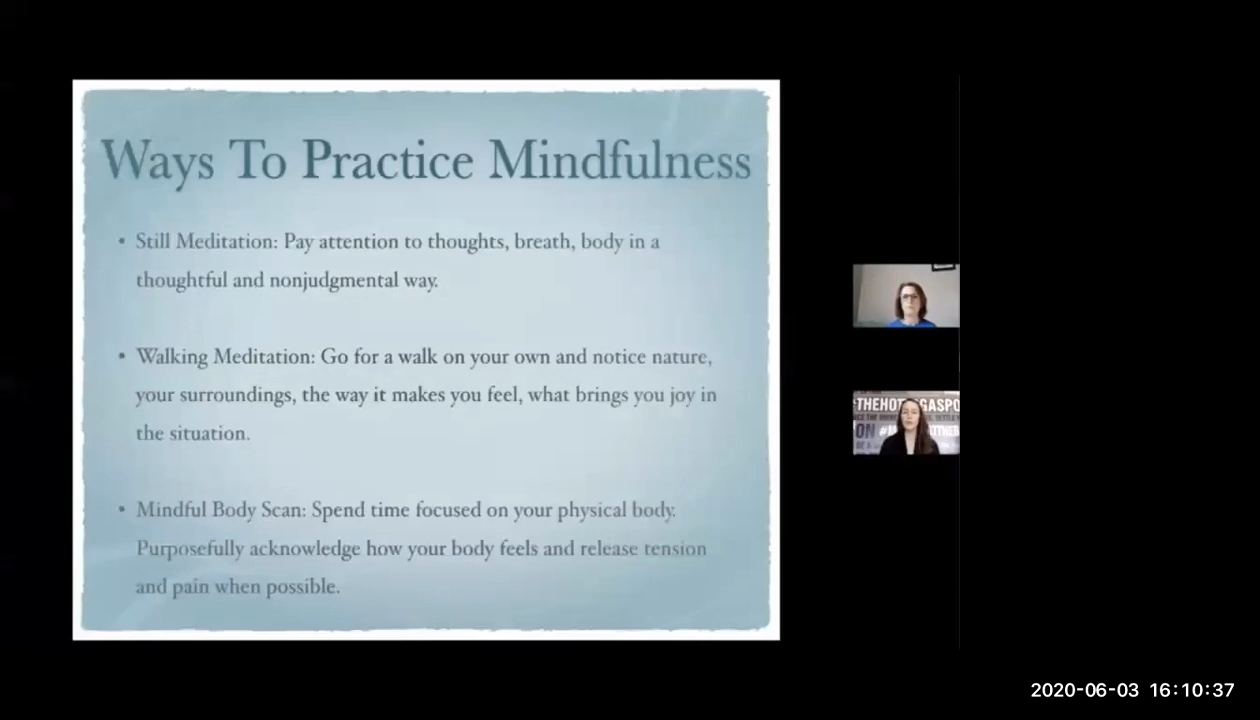 Ways To Practice Mindfulness
• Still Meditation: Pay attention to thoughts, breath, body in a
thoughtful and nonjudgmental way.
• Walking Meditation: Go for a walk on your own and notice nature,
your surroundings, the way it makes you feel, what brings you joy in
the situation.
• Mindful Body Scan: Spend time focused on your physical body.
Purposefully acknowledge how your body feels and release tension
and pain when possible.
ON
2020-06-03 16:10:37